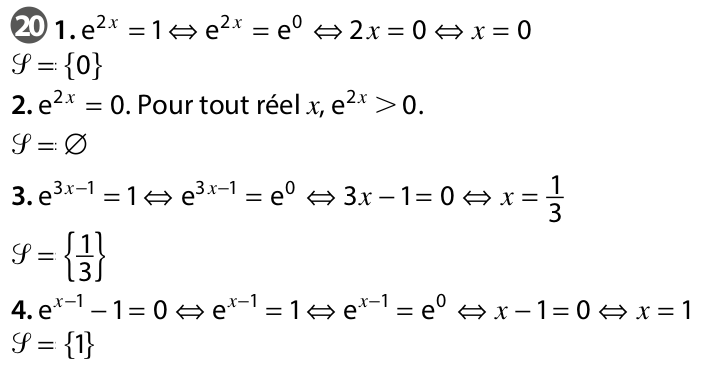 20 1. e^{2x} = 1 ⇔ e^{2x} = e^0 ⇔ 2x = 0 ⇔ x = 0
𝒮 = {0}
2. e^{2x} = 0. Pour tout réel x, e^{2x} > 0.
𝒮 = ∅
3. e^{3x−1} = 1 ⇔ e^{3x−1} = e^0 ⇔ 3x − 1 = 0 ⇔ x = 1/3
𝒮 = {1/3}
4. e^{x−1} − 1 = 0 ⇔ e^{x−1} = 1 ⇔ e^{x−1} = e^0 ⇔ x − 1 = 0 ⇔ x = 1
𝒮 = {1}